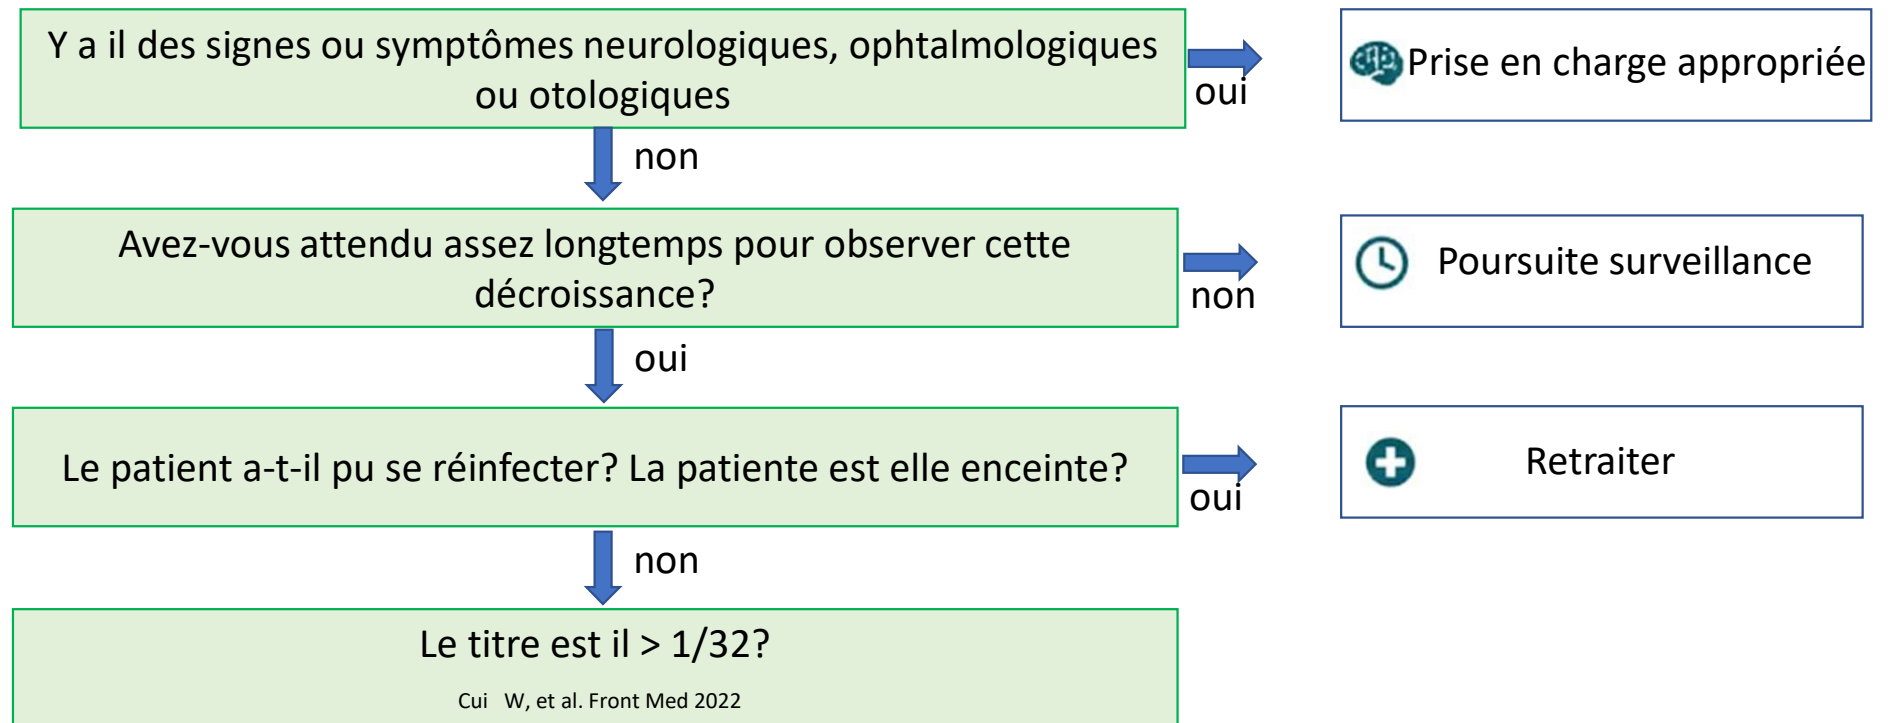 Y a il des signes ou symptômes neurologiques, ophtalmologiques
ou otologiques
oui
Prise en charge appropriée
non
Avez-vous attendu assez longtemps pour observer cette
décroissance?
non
Poursuite surveillance
oui
Le patient a-t-il pu se réinfecter? La patiente est elle enceinte?
oui
Retraiter
non
Le titre est il > 1/32?
Cui W, et al. Front Med 2022